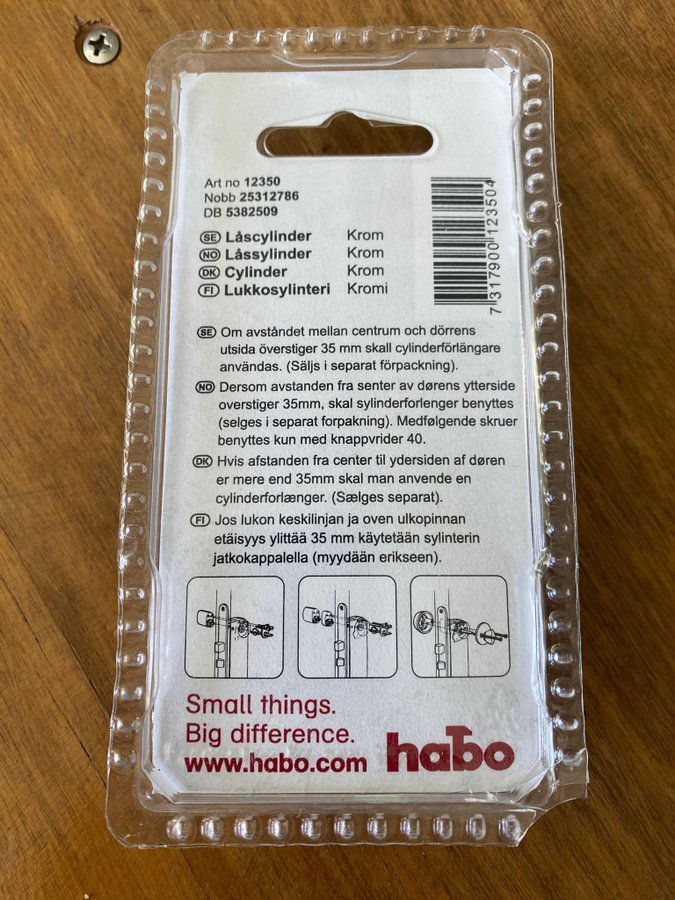 Art no 12350
Nobb 25312786
DB 5382509
SE Låscylinder Krom
NO Låssylinder Krom
DK Cylinder Krom
FI Lukkosylinteri Kromi
7 317900 123504
SE Om avståndet mellan centrum och dörrens
utsida överstiger 35 mm skall cylinderförlängare
användas. (Säljs i separat förpackning).
NO Dersom avstanden fra senter av dørens ytterside
overstiger 35mm, skal sylinderforlenger benyttes
(selges i separat forpakning). Medfølgende skruer
benyttes kun med knappvrider 40.
DK Hvis afstanden fra center til ydersiden af døren
er mere end 35mm skal man anvende en
cylinderforlænger. (Sælges separat).
FI Jos lukon keskilinjan ja oven ulkopinnan
etäisyys ylittää 35 mm käytetään sylinterin
jatkokappalella (myydään erikseen).
Small things.
Big difference.
www.habo.com
habo